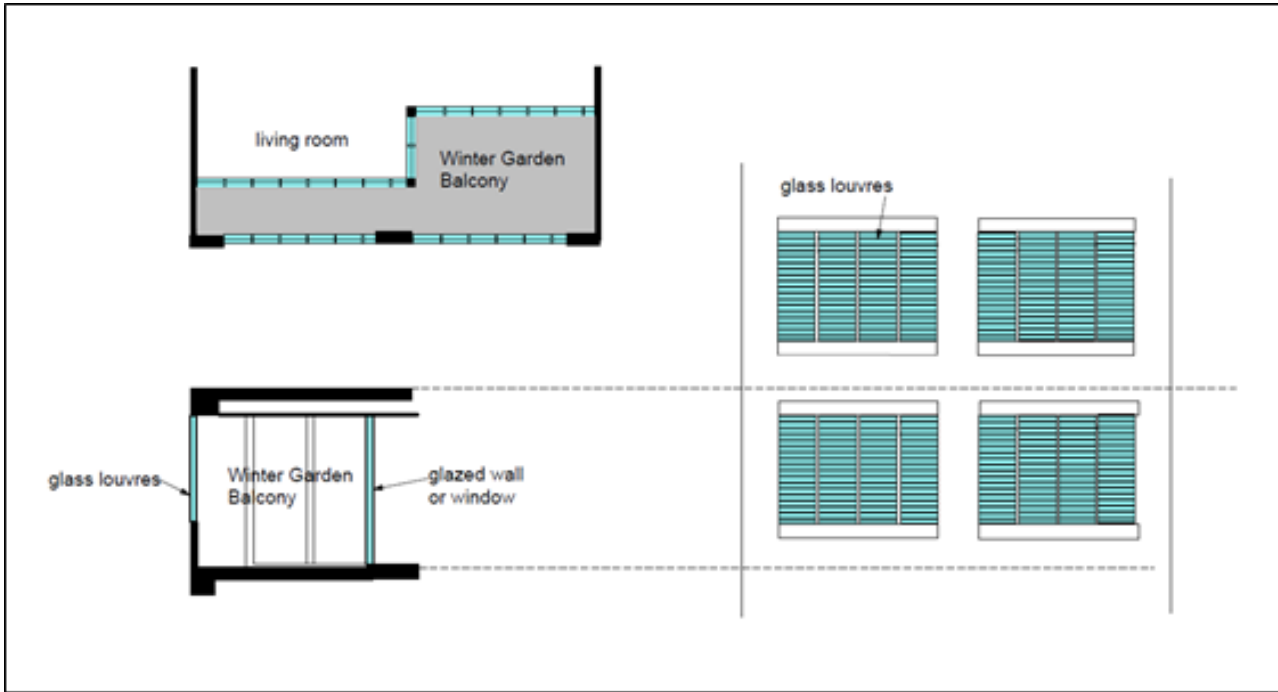 living room
Winter Garden
Balcony
glass louvres
glass louvres
Winter Garden
Balcony
glazed wall
or window